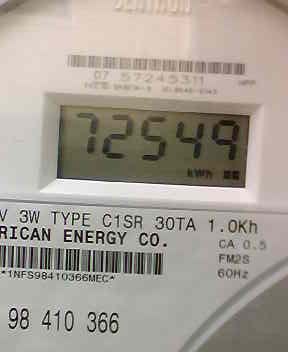 CENTRON
07 57245311
72549
kWh
V 3W TYPE C1SR 30TA 1.0Kh
RICAN ENERGY CO.
CA 0.5
FM2S
*1NFS98410366MEC*
60Hz
98 410 366